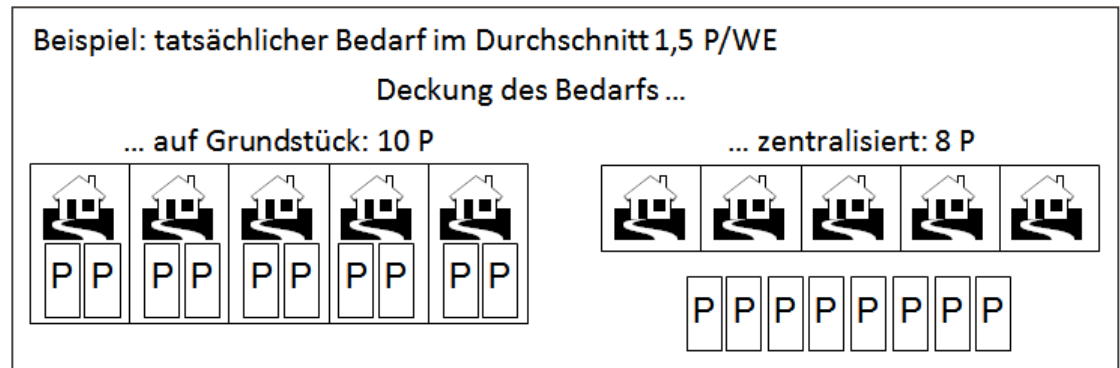 Beispiel: tatsächlicher Bedarf im Durchschnitt 1,5 P/WE
Deckung des Bedarfs ...
... auf Grundstück: 10 P
P P P P P P P P P P
... zentralisiert: 8 P
P P P P P P P P